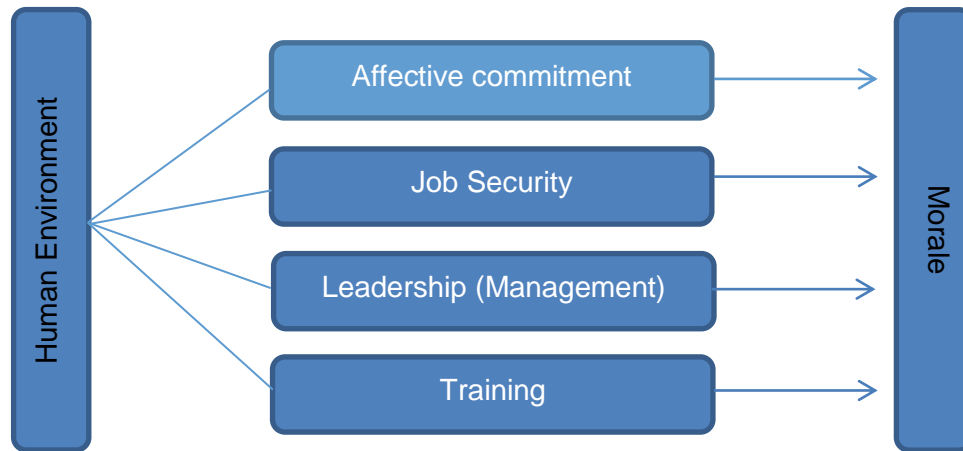 Human Environment
Affective commitment
Job Security
Leadership (Management)
Training
Morale